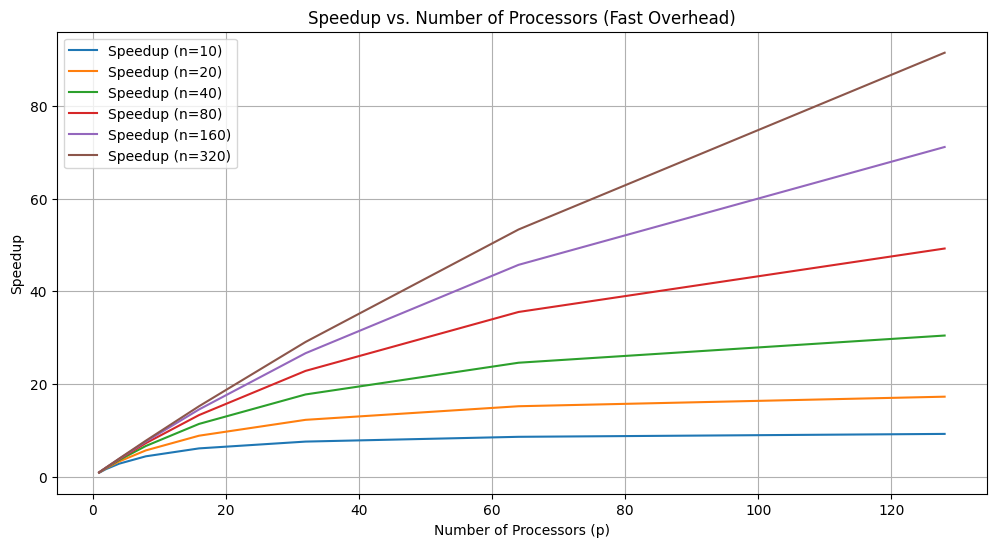 Speedup vs. Number of Processors (Fast Overhead)
Speedup (n=10)
Speedup (n=20)
Speedup (n=40)
Speedup (n=80)
Speedup (n=160)
Speedup (n=320)
Speedup
80
60
40
20
0
0 20 40 60 80 100 120
Number of Processors (p)